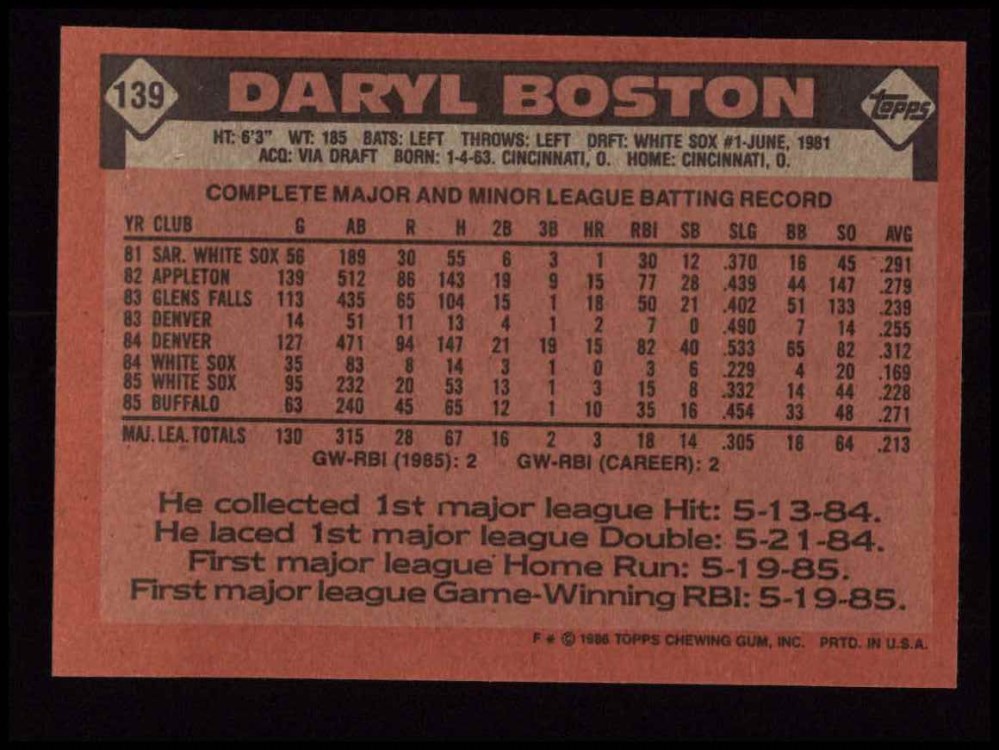 139
DARYL BOSTON
TOPPS
HT: 6'3" WT: 185 BATS: LEFT THROWS: LEFT DRFT: WHITE SOX #1-JUNE, 1981
ACQ: VIA DRAFT BORN: 1-4-63. CINCINNATI, O. HOME: CINCINNATI, O.
COMPLETE MAJOR AND MINOR LEAGUE BATTING RECORD
YR CLUB G AB R H 2B 3B HR RBI SB SLG BB SO AVG
81 SAR. WHITE SOX 56 189 30 55 6 3 1 30 12 .370 16 45 .291
82 APPLETON 139 512 86 143 19 9 15 77 28 .439 44 147 .279
83 GLENS FALLS 113 435 65 104 15 1 18 50 21 .402 51 133 .239
83 DENVER 14 51 11 13 4 1 2 7 0 .490 7 14 .255
84 DENVER 127 471 94 147 21 19 15 82 40 .533 65 82 .312
84 WHITE SOX 35 83 8 14 3 1 0 3 6 .229 4 20 .169
85 WHITE SOX 95 232 20 53 13 1 3 15 8 .332 14 44 .228
85 BUFFALO 63 240 45 65 12 1 10 35 16 .454 33 48 .271
MAJ. LEA. TOTALS 130 315 28 67 16 2 3 18 14 .305 18 64 .213
GW-RBI (1985): 2 GW-RBI (CAREER): 2
He collected 1st major league Hit: 5-13-84.
He laced 1st major league Double: 5-21-84.
First major league Home Run: 5-19-85.
First major league Game-Winning RBI: 5-19-85.
F * © 1986 TOPPS CHEWING GUM, INC. PRTD. IN U.S.A.